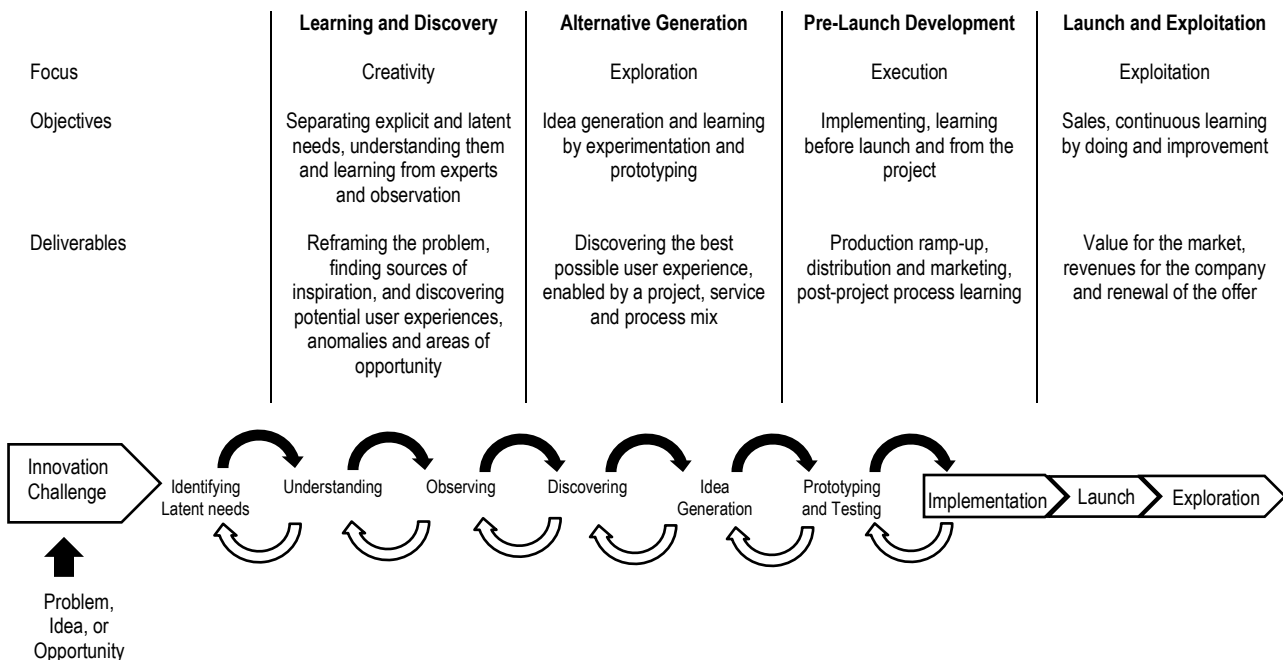 Learning and Discovery
Alternative Generation
Pre-Launch Development
Launch and Exploitation
Focus
Creativity
Exploration
Execution
Exploitation
Objectives
Separating explicit and latent
needs, understanding them
and learning from experts
and observation
Idea generation and learning
by experimentation and
prototyping
Implementing, learning
before launch and from the
project
Sales, continuous learning
by doing and improvement
Deliverables
Reframing the problem,
finding sources of
inspiration, and discovering
potential user experiences,
anomalies and areas of
opportunity
Discovering the best
possible user experience,
enabled by a project, service
and process mix
Production ramp-up,
distribution and marketing,
post-project process learning
Value for the market,
revenues for the company
and renewal of the offer
Innovation
Challenge
Identifying
Latent needs
Understanding
Observing
Discovering
Idea
Generation
Prototyping
and Testing
Implementation
Launch
Exploration
Problem,
Idea, or
Opportunity